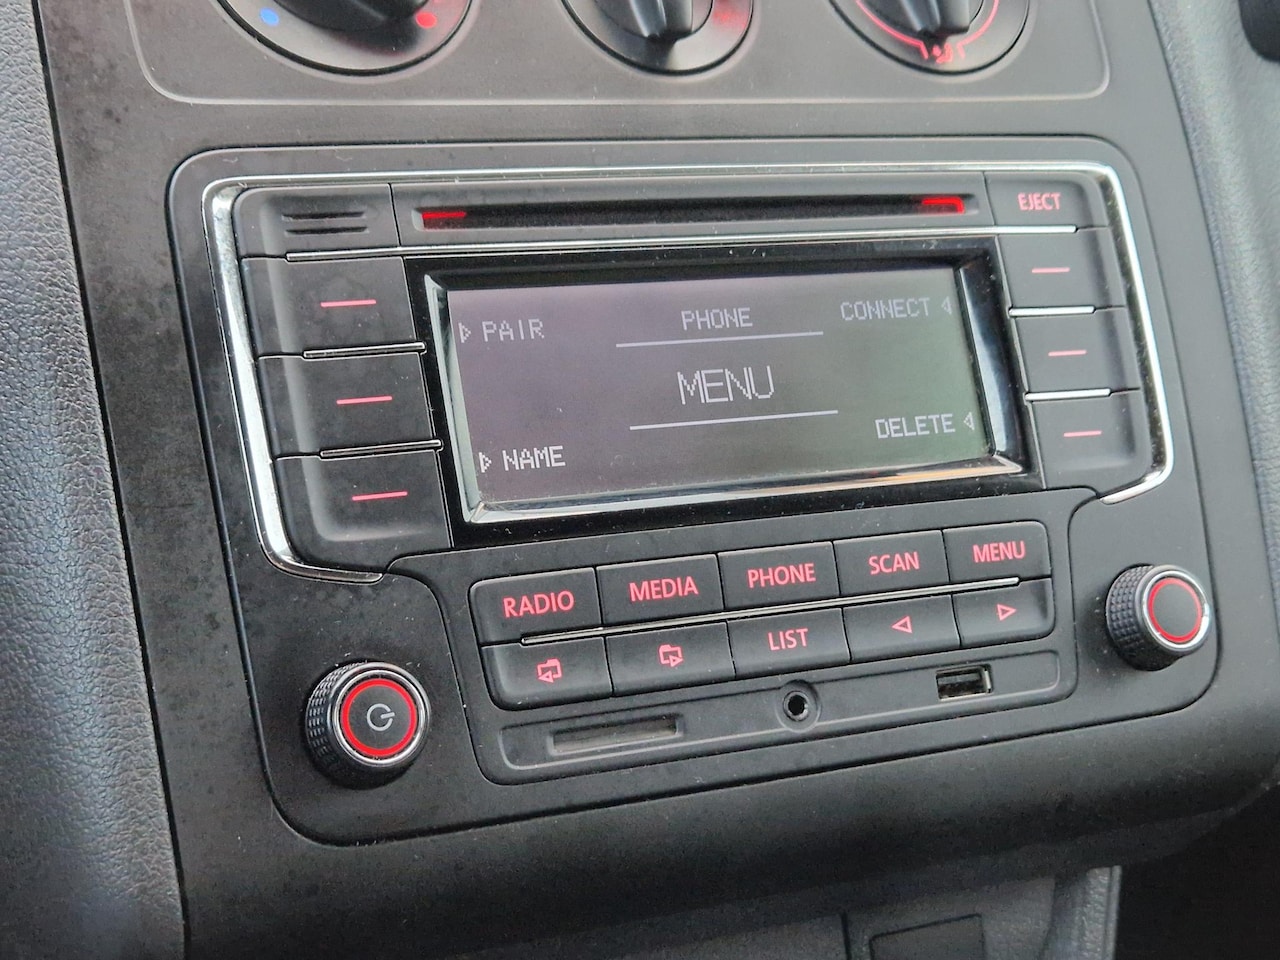 EJECT
PAIR PHONE CONNECT
MENU
NAME DELETE
RADIO MEDIA PHONE SCAN MENU
LIST